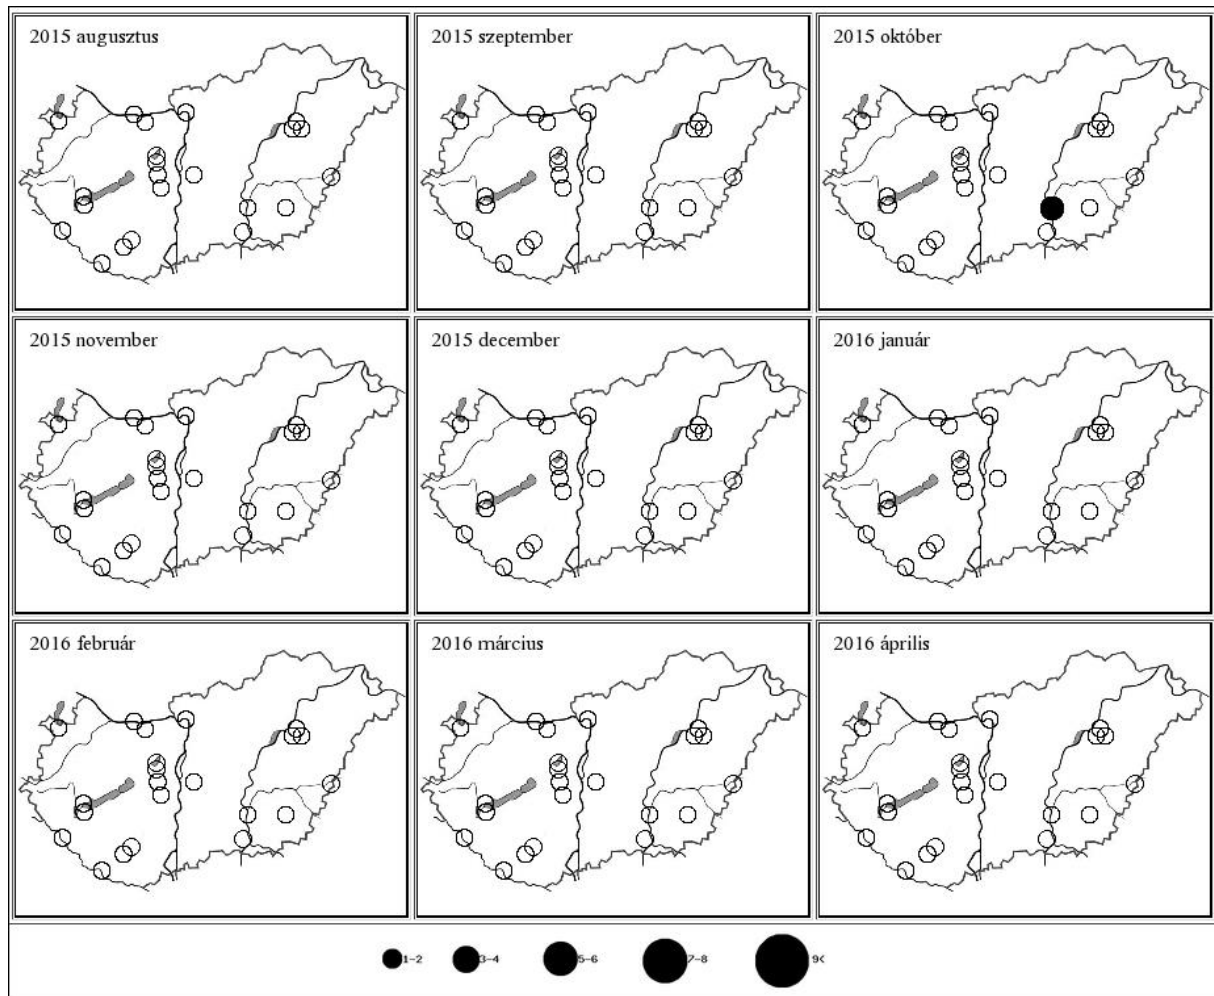 2015 augusztus
2015 szeptember
2015 október
2015 november
2015 december
2016 január
2016 február
2016 március
2016 április
1-2
3-4
5-6
7-8
9<